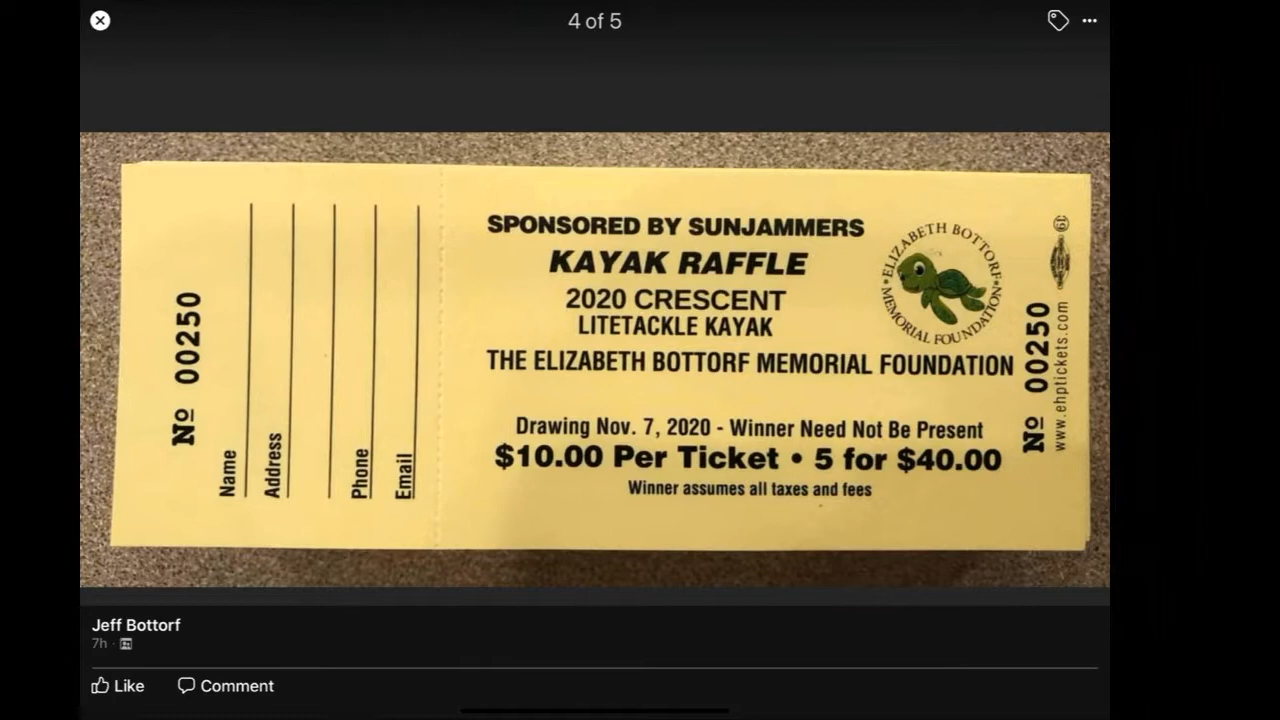 4 of 5
No 00250
Name
Address
Phone
Email
SPONSORED BY SUNJAMMERS
KAYAK RAFFLE
2020 CRESCENT
LITETACKLE KAYAK
THE ELIZABETH BOTTORF MEMORIAL FOUNDATION
Drawing Nov. 7, 2020 - Winner Need Not Be Present
$10.00 Per Ticket • 5 for $40.00
Winner assumes all taxes and fees
•ELIZABETH BOTTORF•
MEMORIAL FOUNDATION
No 00250
www.ehptickets.com
Jeff Bottorf
7h ·
Like
Comment